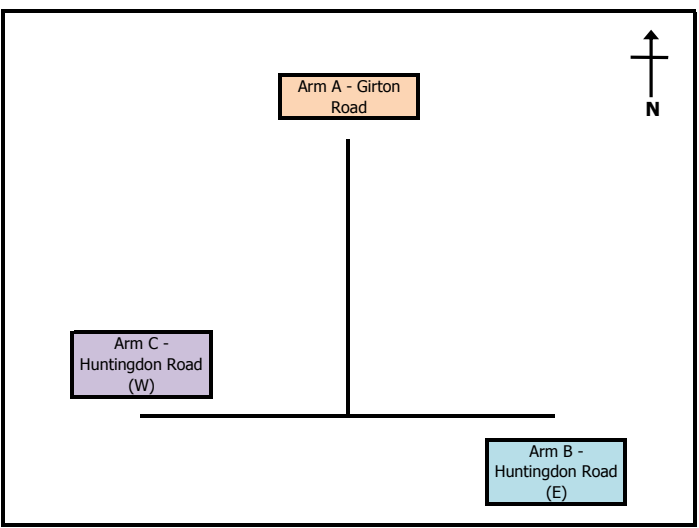 Arm A - Girton
Road
N
Arm C -
Huntingdon Road
(W)
Arm B -
Huntingdon Road
(E)